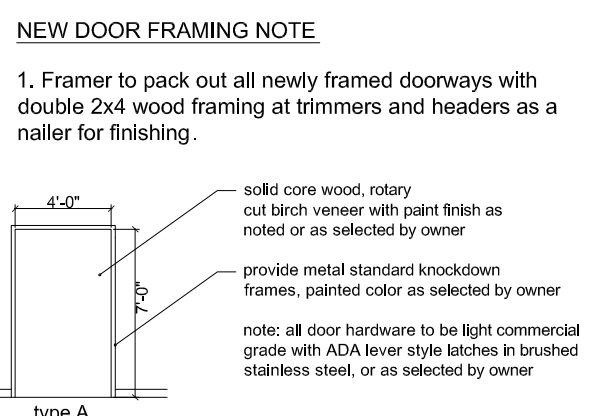 NEW DOOR FRAMING NOTE
1. Framer to pack out all newly framed doorways with
double 2x4 wood framing at trimmers and headers as a
nailer for finishing.
4'-0"
solid core wood, rotary
cut birch veneer with paint finish as
noted or as selected by owner
7'-0"
provide metal standard knockdown
frames, painted color as selected by owner
note: all door hardware to be light commercial
grade with ADA lever style latches in brushed
stainless steel, or as selected by owner
type A